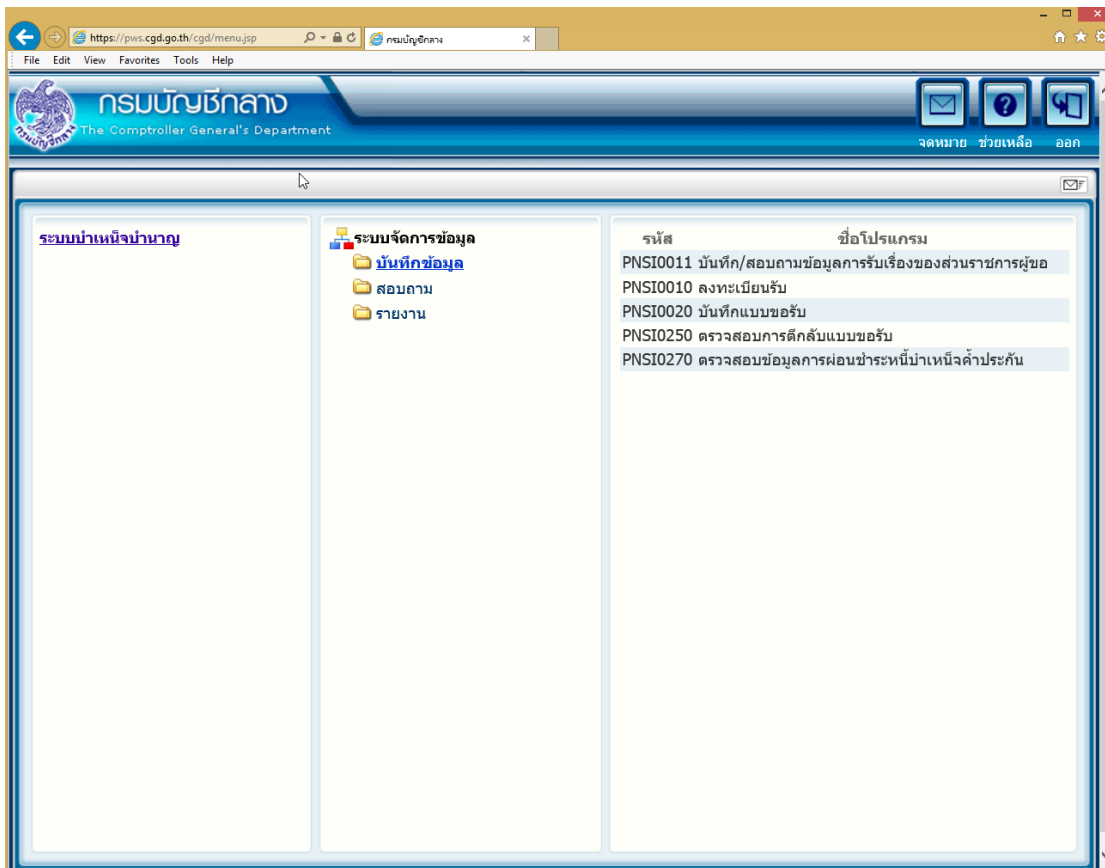 https://pws.cgd.go.th/cgd/menu.jsp
กรมบัญชีกลาง
File Edit View Favorites Tools Help
กรมบัญชีกลาง
The Comptroller General's Department
กรมบัญชีกลาง
จดหมาย ช่วยเหลือ ออก
ระบบบำเหน็จบำนาญ
ระบบจัดการข้อมูล
บันทึกข้อมูล
สอบถาม
รายงาน
รหัส ชื่อโปรแกรม
PNSI0011 บันทึก/สอบถามข้อมูลการรับเรื่องของส่วนราชการผู้ขอ
PNSI0010 ลงทะเบียนรับ
PNSI0020 บันทึกแบบขอรับ
PNSI0250 ตรวจสอบการตีกลับแบบขอรับ
PNSI0270 ตรวจสอบข้อมูลการผ่อนชำระหนี้บำเหน็จค้ำประกัน